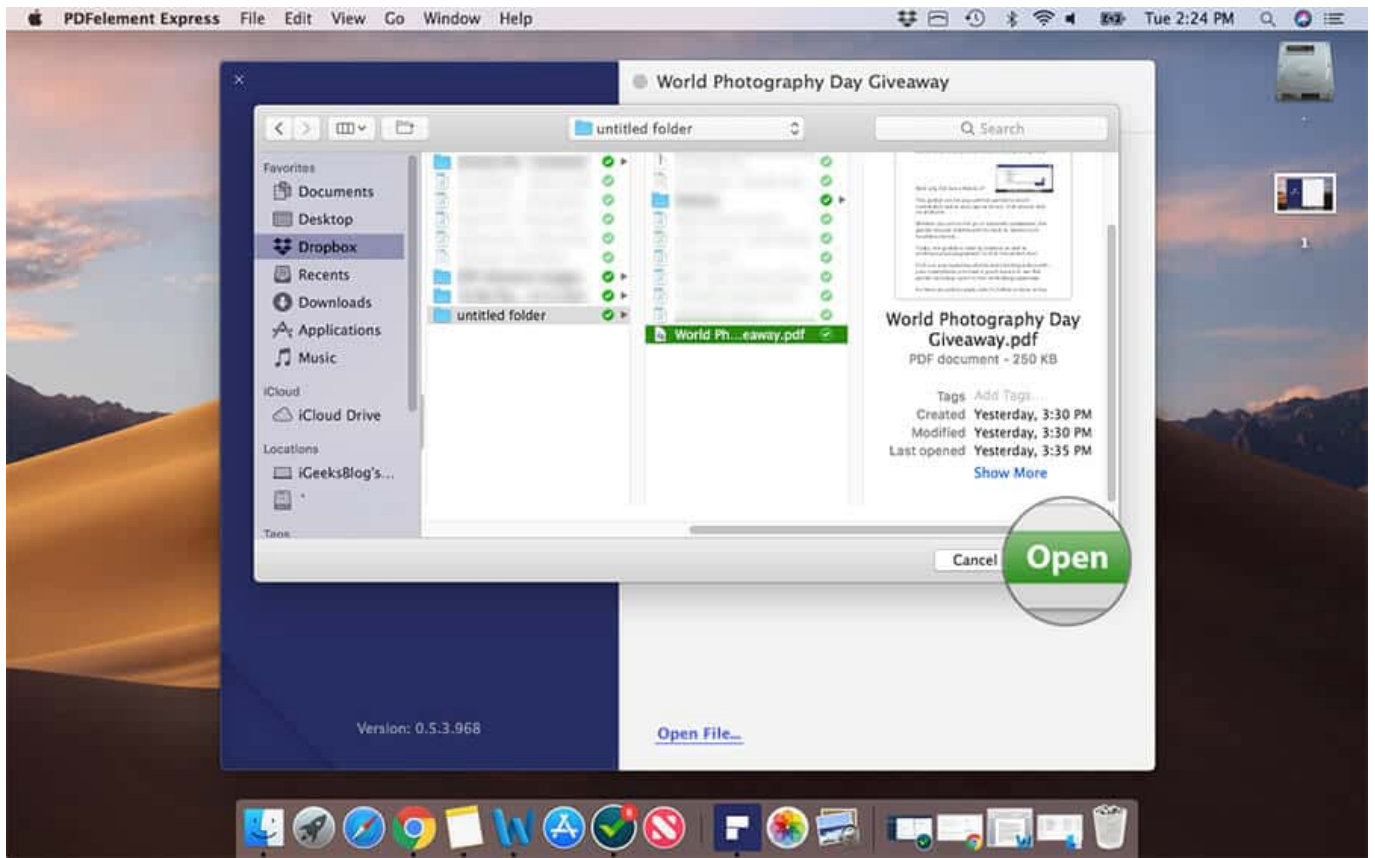 PDFelement Express File Edit View Go Window Help Tue 2:24 PM
World Photography Day Giveaway
untitled folder
Search
Favorites
Documents
Desktop
Dropbox
Recents
Downloads
Applications
Music
iCloud
iCloud Drive
Locations
iGeeksBlog's...
Tags
untitled folder
World Ph...eaway.pdf
World Photography Day
Giveaway.pdf
PDF document - 250 KB
Tags Add Tags...
Created Yesterday, 3:30 PM
Modified Yesterday, 3:30 PM
Last opened Yesterday, 3:35 PM
Show More
Cancel Open
Version: 0.5.3.968
Open File...
1